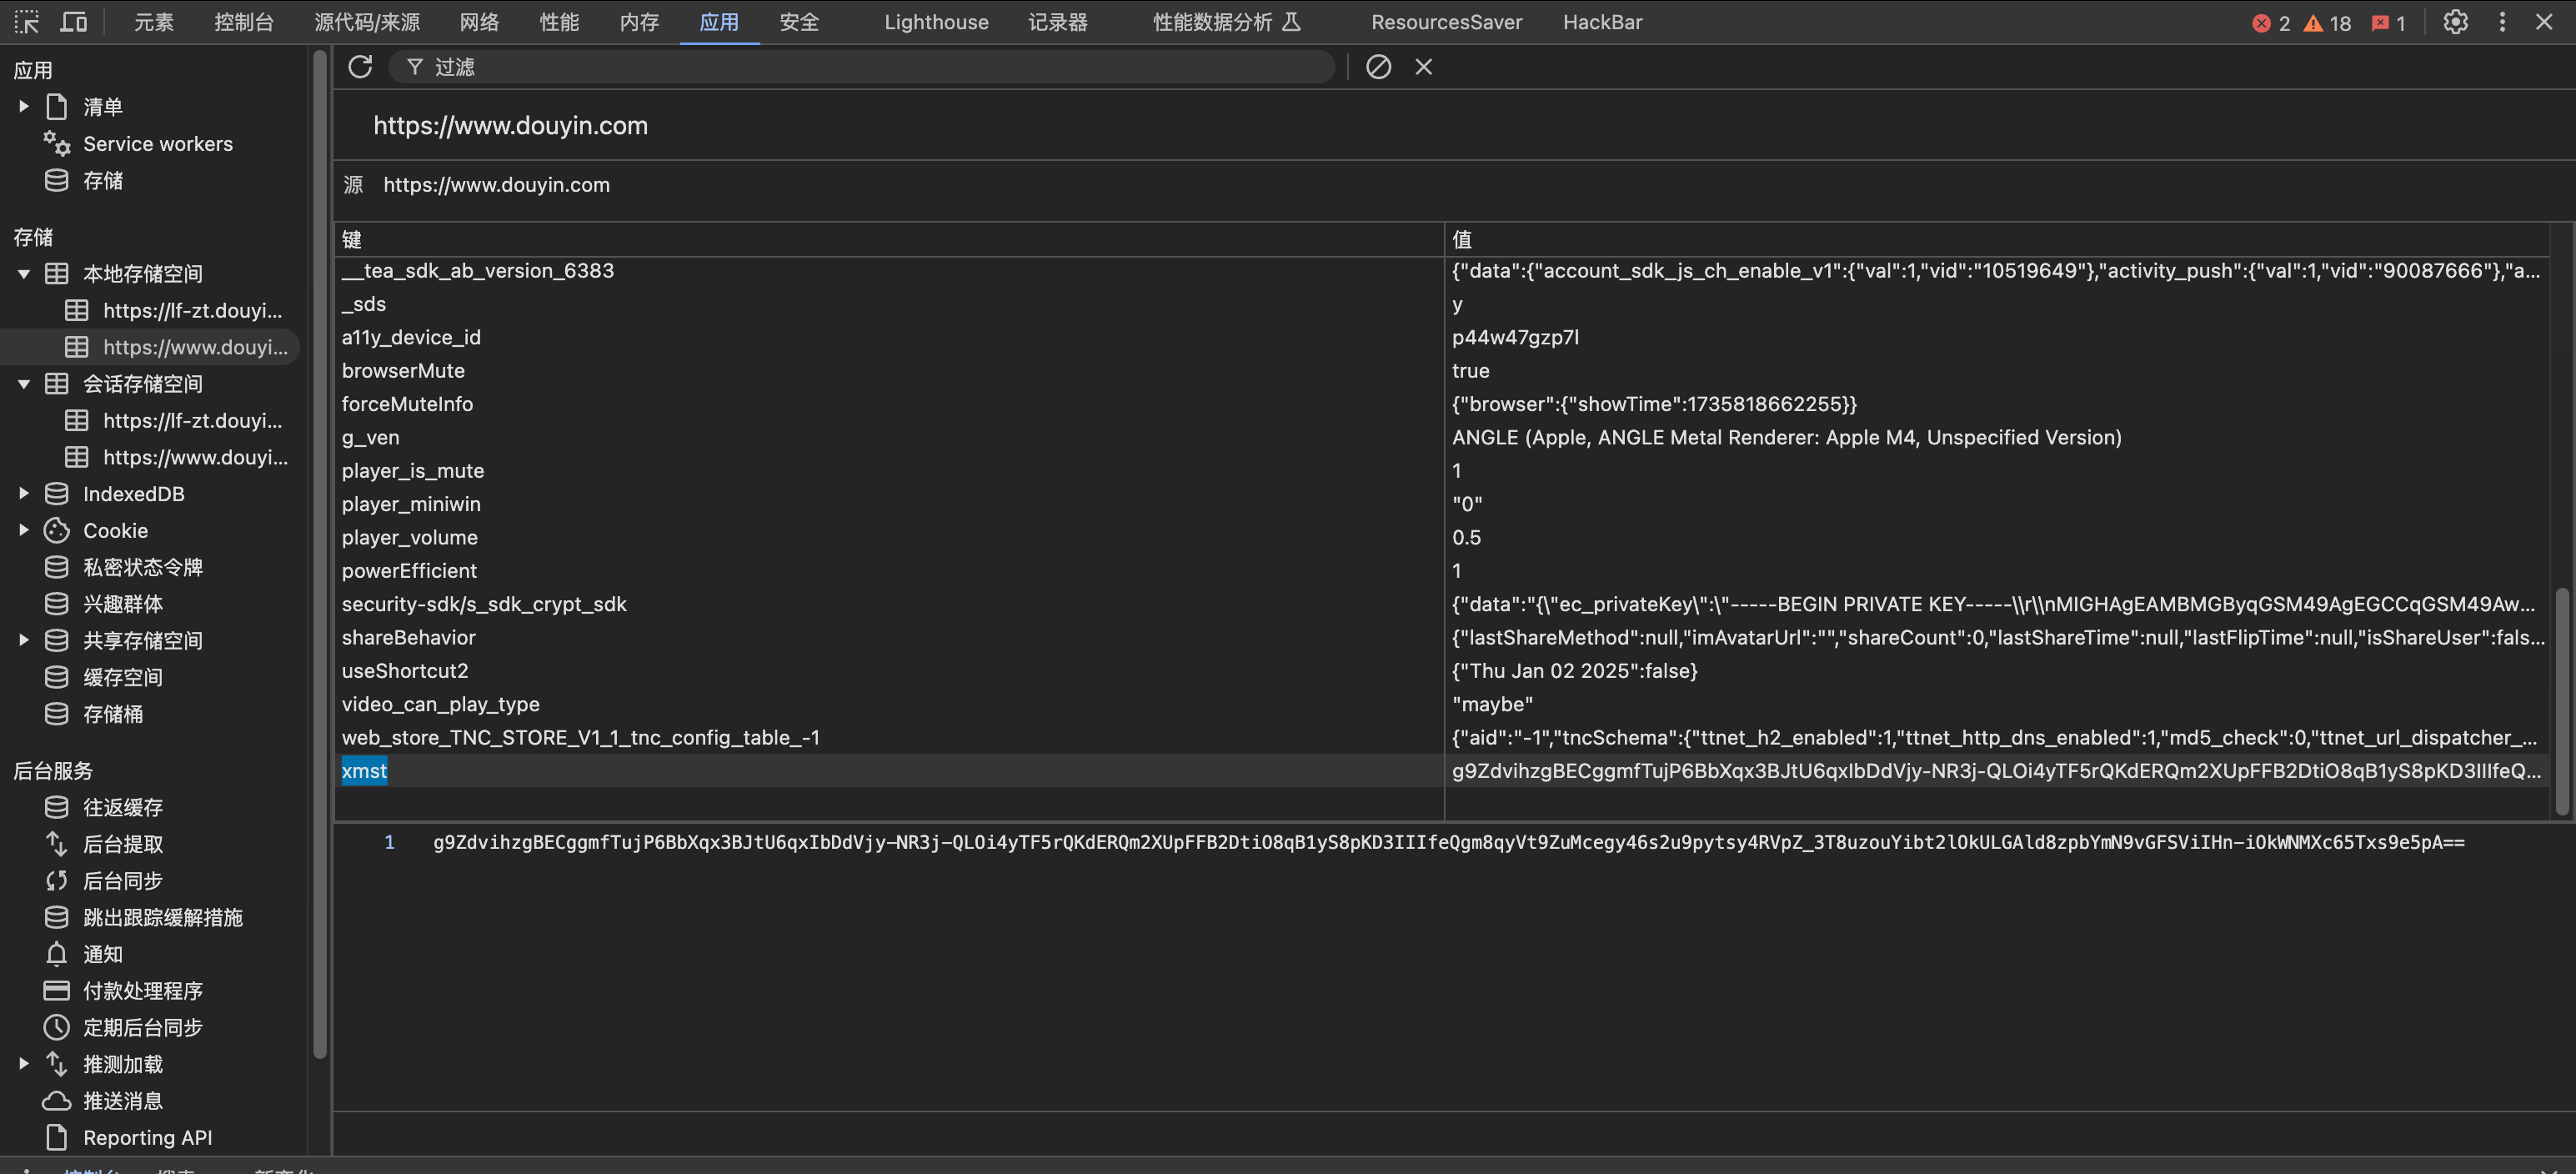 元素 控制台 源代码/来源 网络 性能 内存 应用 安全 Lighthouse 记录器 性能数据分析 ResourcesSaver HackBar 2 18 1
应用
清单
Service workers
存储
存储
本地存储空间
https://lf-zt.douyi...
https://www.douyi...
会话存储空间
https://lf-zt.douyi...
https://www.douyi...
IndexedDB
Cookie
私密状态令牌
兴趣群体
共享存储空间
缓存空间
存储桶
后台服务
往返缓存
后台提取
后台同步
跳出跟踪缓解措施
通知
付款处理程序
定期后台同步
推测加载
推送消息
Reporting API
过滤
https://www.douyin.com
源 https://www.douyin.com
键 值
__tea_sdk_ab_version_6383 {"data":{"account_sdk_js_ch_enable_v1":{"val":1,"vid":"10519649"},"activity_push":{"val":1,"vid":"90087666"},"a...
_sds y
a11y_device_id p44w47gzp7l
browserMute true
forceMuteInfo {"browser":{"showTime":1735818662255}}
g_ven ANGLE (Apple, ANGLE Metal Renderer: Apple M4, Unspecified Version)
player_is_mute 1
player_miniwin "0"
player_volume 0.5
powerEfficient 1
security-sdk/s_sdk_crypt_sdk {"data":"{\"ec_privateKey\":\"-----BEGIN PRIVATE KEY-----\\r\\nMIGHAgEAMBMGByqGSM49AgEGCCqGSM49Aw...
shareBehavior {"lastShareMethod":null,"imAvatarUrl":"","shareCount":0,"lastShareTime":null,"lastFlipTime":null,"isShareUser":fals...
useShortcut2 {"Thu Jan 02 2025":false}
video_can_play_type "maybe"
web_store_TNC_STORE_V1_1_tnc_config_table_-1 {"aid":"-1","tncSchema":{"ttnet_h2_enabled":1,"ttnet_http_dns_enabled":1,"md5_check":0,"ttnet_url_dispatcher_...
xmst g9ZdvihzgBECggmfTujP6BbXqx3BJtU6qxIbDdVjy-NR3j-QLOi4yTF5rQKdERQm2XUpFFB2DtiO8qB1yS8pKD3IIIfeQ...
1 g9ZdvihzgBECggmfTujP6BbXqx3BJtU6qxIbDdVjy-NR3j-QLOi4yTF5rQKdERQm2XUpFFB2DtiO8qB1yS8pKD3IIIfeQgm8qyVt9ZuMcegy46s2u9pytsy4RVpZ_3T8uzouYibt2lOkULGAld8zpbYmN9vGFSViIHn-iOkWNMXc65Txs9e5pA==